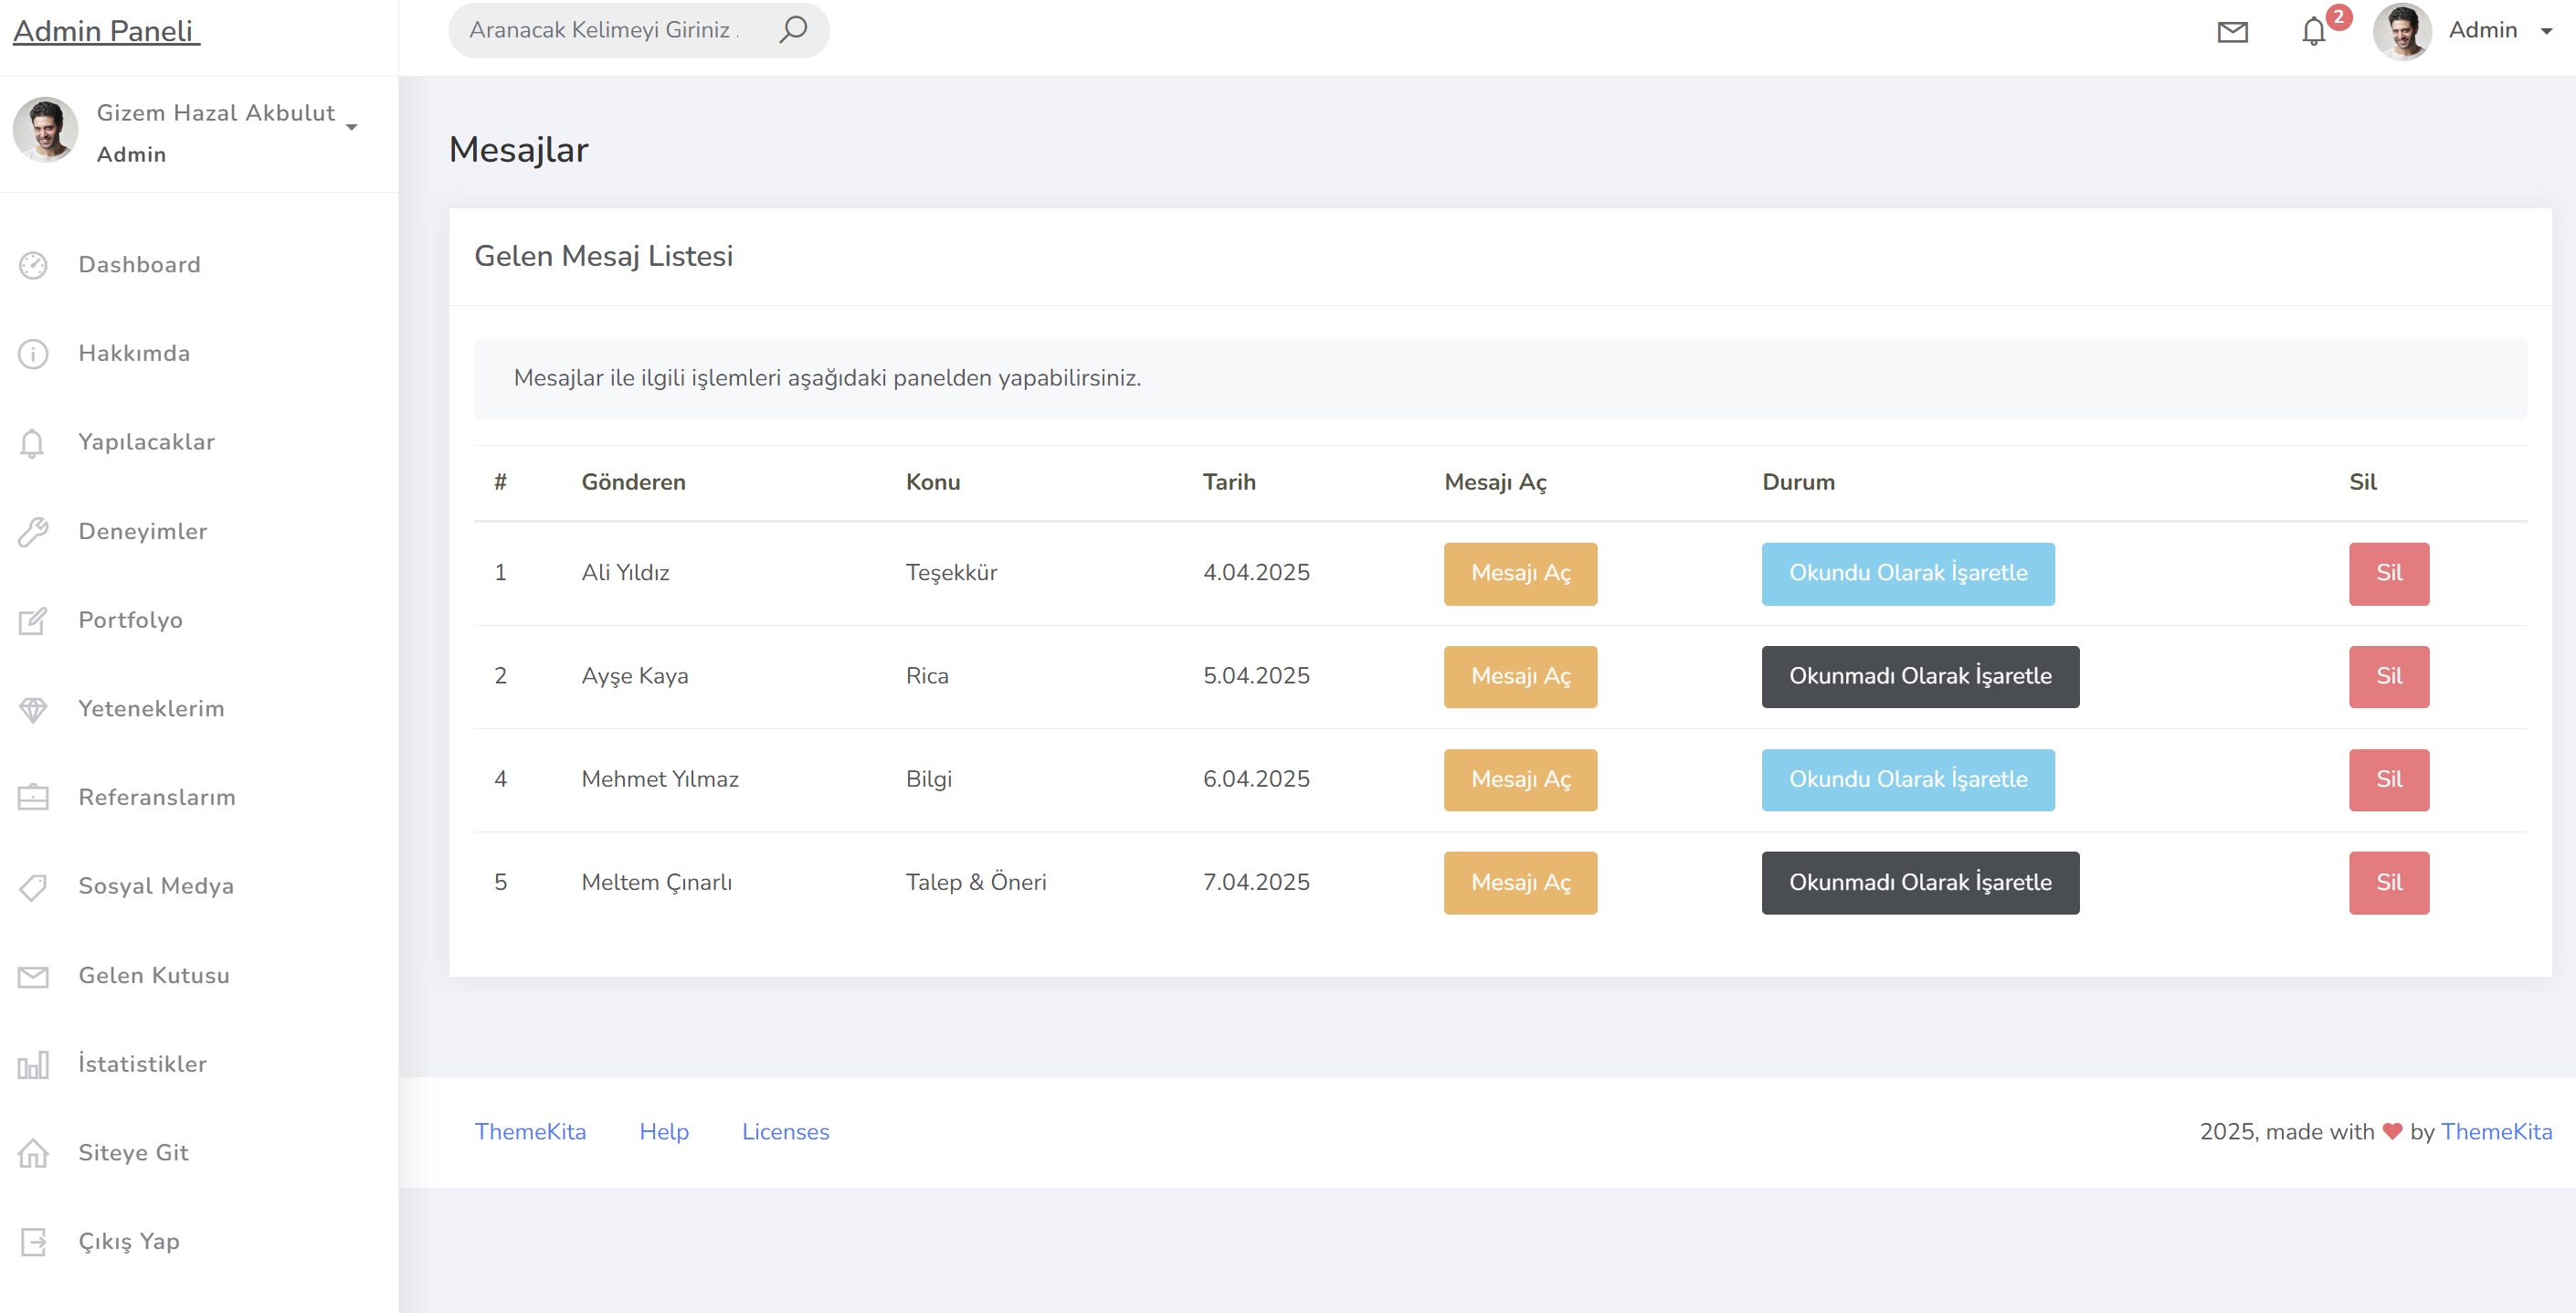 Admin Paneli
Aranacak Kelimeyi Giriniz .
2
Admin
Gizem Hazal Akbulut
Admin
Dashboard
Hakkımda
Yapılacaklar
Deneyimler
Portfolyo
Yeteneklerim
Referanslarım
Sosyal Medya
Gelen Kutusu
İstatistikler
Siteye Git
Çıkış Yap
Mesajlar
Gelen Mesaj Listesi
Mesajlar ile ilgili işlemleri aşağıdaki panelden yapabilirsiniz.
# Gönderen Konu Tarih Mesajı Aç Durum Sil
1 Ali Yıldız Teşekkür 4.04.2025 Mesajı Aç Okundu Olarak İşaretle Sil
2 Ayşe Kaya Rica 5.04.2025 Mesajı Aç Okunmadı Olarak İşaretle Sil
4 Mehmet Yılmaz Bilgi 6.04.2025 Mesajı Aç Okundu Olarak İşaretle Sil
5 Meltem Çınarlı Talep & Öneri 7.04.2025 Mesajı Aç Okunmadı Olarak İşaretle Sil
ThemeKita Help Licenses 2025, made with ❤ by ThemeKita